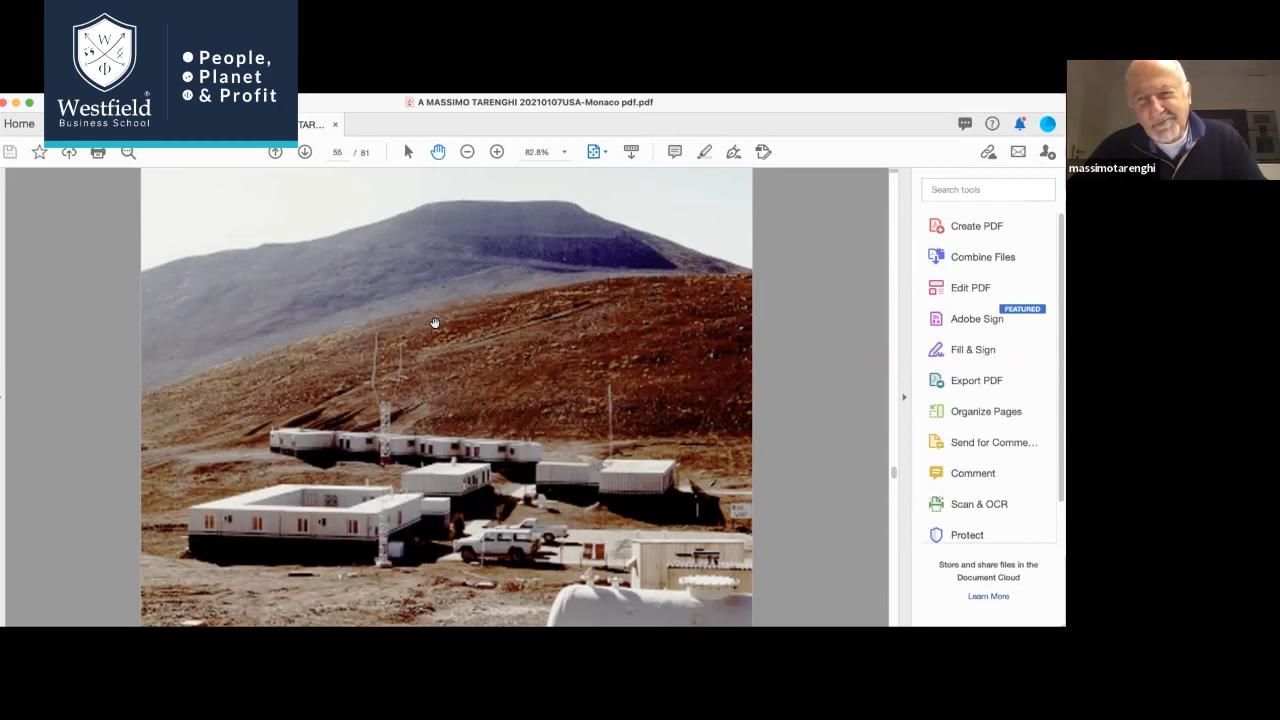 W
Φ
Westfield®
Business School
People,
Planet
& Profit
A MASSIMO TARENGHI 20210107USA-Monaco pdf.pdf
Home
TAR... ×
55 / 81
82.8%
massimotarenghi
Search tools
Create PDF
Combine Files
Edit PDF
FEATURED
Adobe Sign
Fill & Sign
Export PDF
Organize Pages
Send for Comme...
Comment
Scan & OCR
Protect
Store and share files in the
Document Cloud
Learn More